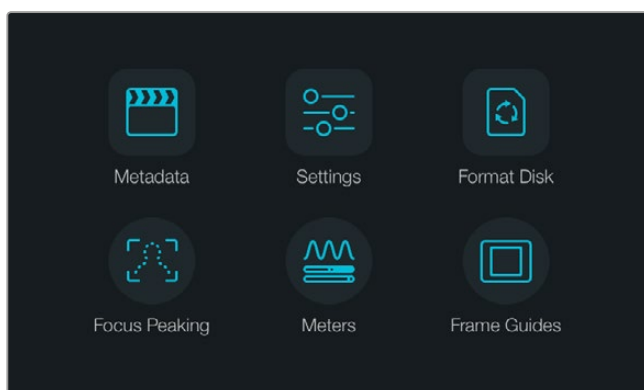 Metadata
Settings
Format Disk
Focus Peaking
Meters
Frame Guides